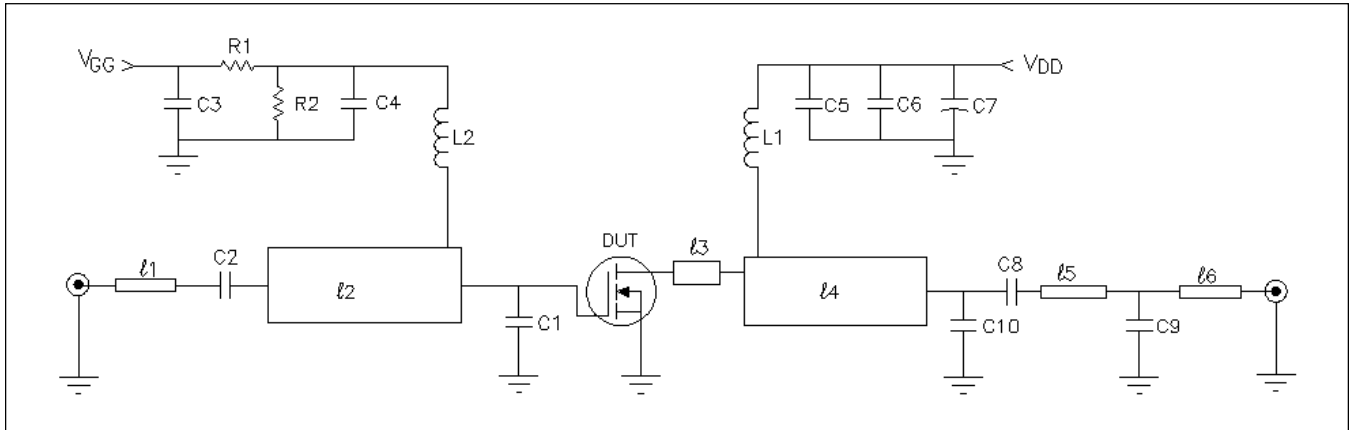 VGG
R1
C3
R2
C4
L2
L1
C5
C6
C7
VDD
ℓ1
C2
ℓ2
C1
DUT
ℓ3
ℓ4
C10
C8
ℓ5
C9
ℓ6